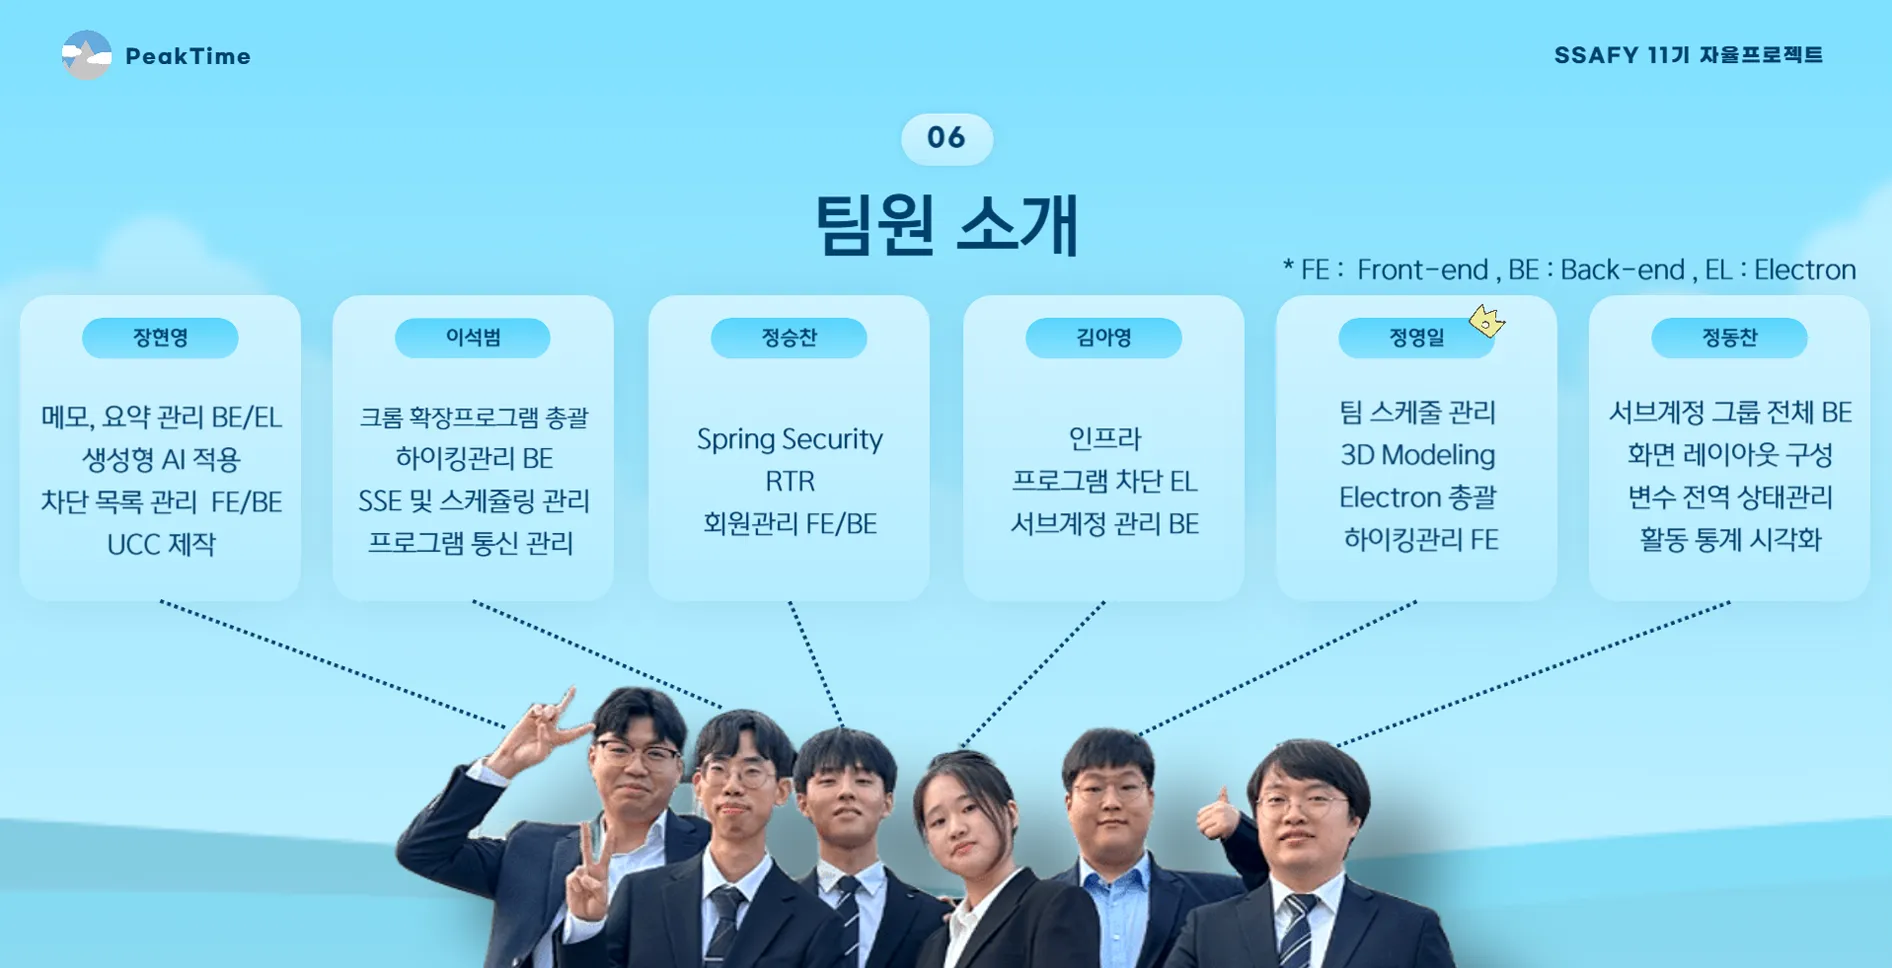 PeakTime
SSAFY 11기 자율프로젝트
06
팀원 소개
* FE : Front-end , BE : Back-end , EL : Electron
장현영
메모, 요약 관리 BE/EL
생성형 AI 적용
차단 목록 관리 FE/BE
UCC 제작
이석범
크롬 확장프로그램 총괄
하이킹관리 BE
SSE 및 스케쥴링 관리
프로그램 통신 관리
정승찬
Spring Security
RTR
회원관리 FE/BE
김아영
인프라
프로그램 차단 EL
서브계정 관리 BE
정영일
팀 스케줄 관리
3D Modeling
Electron 총괄
하이킹관리 FE
정동찬
서브계정 그룹 전체 BE
화면 레이아웃 구성
변수 전역 상태관리
활동 통계 시각화